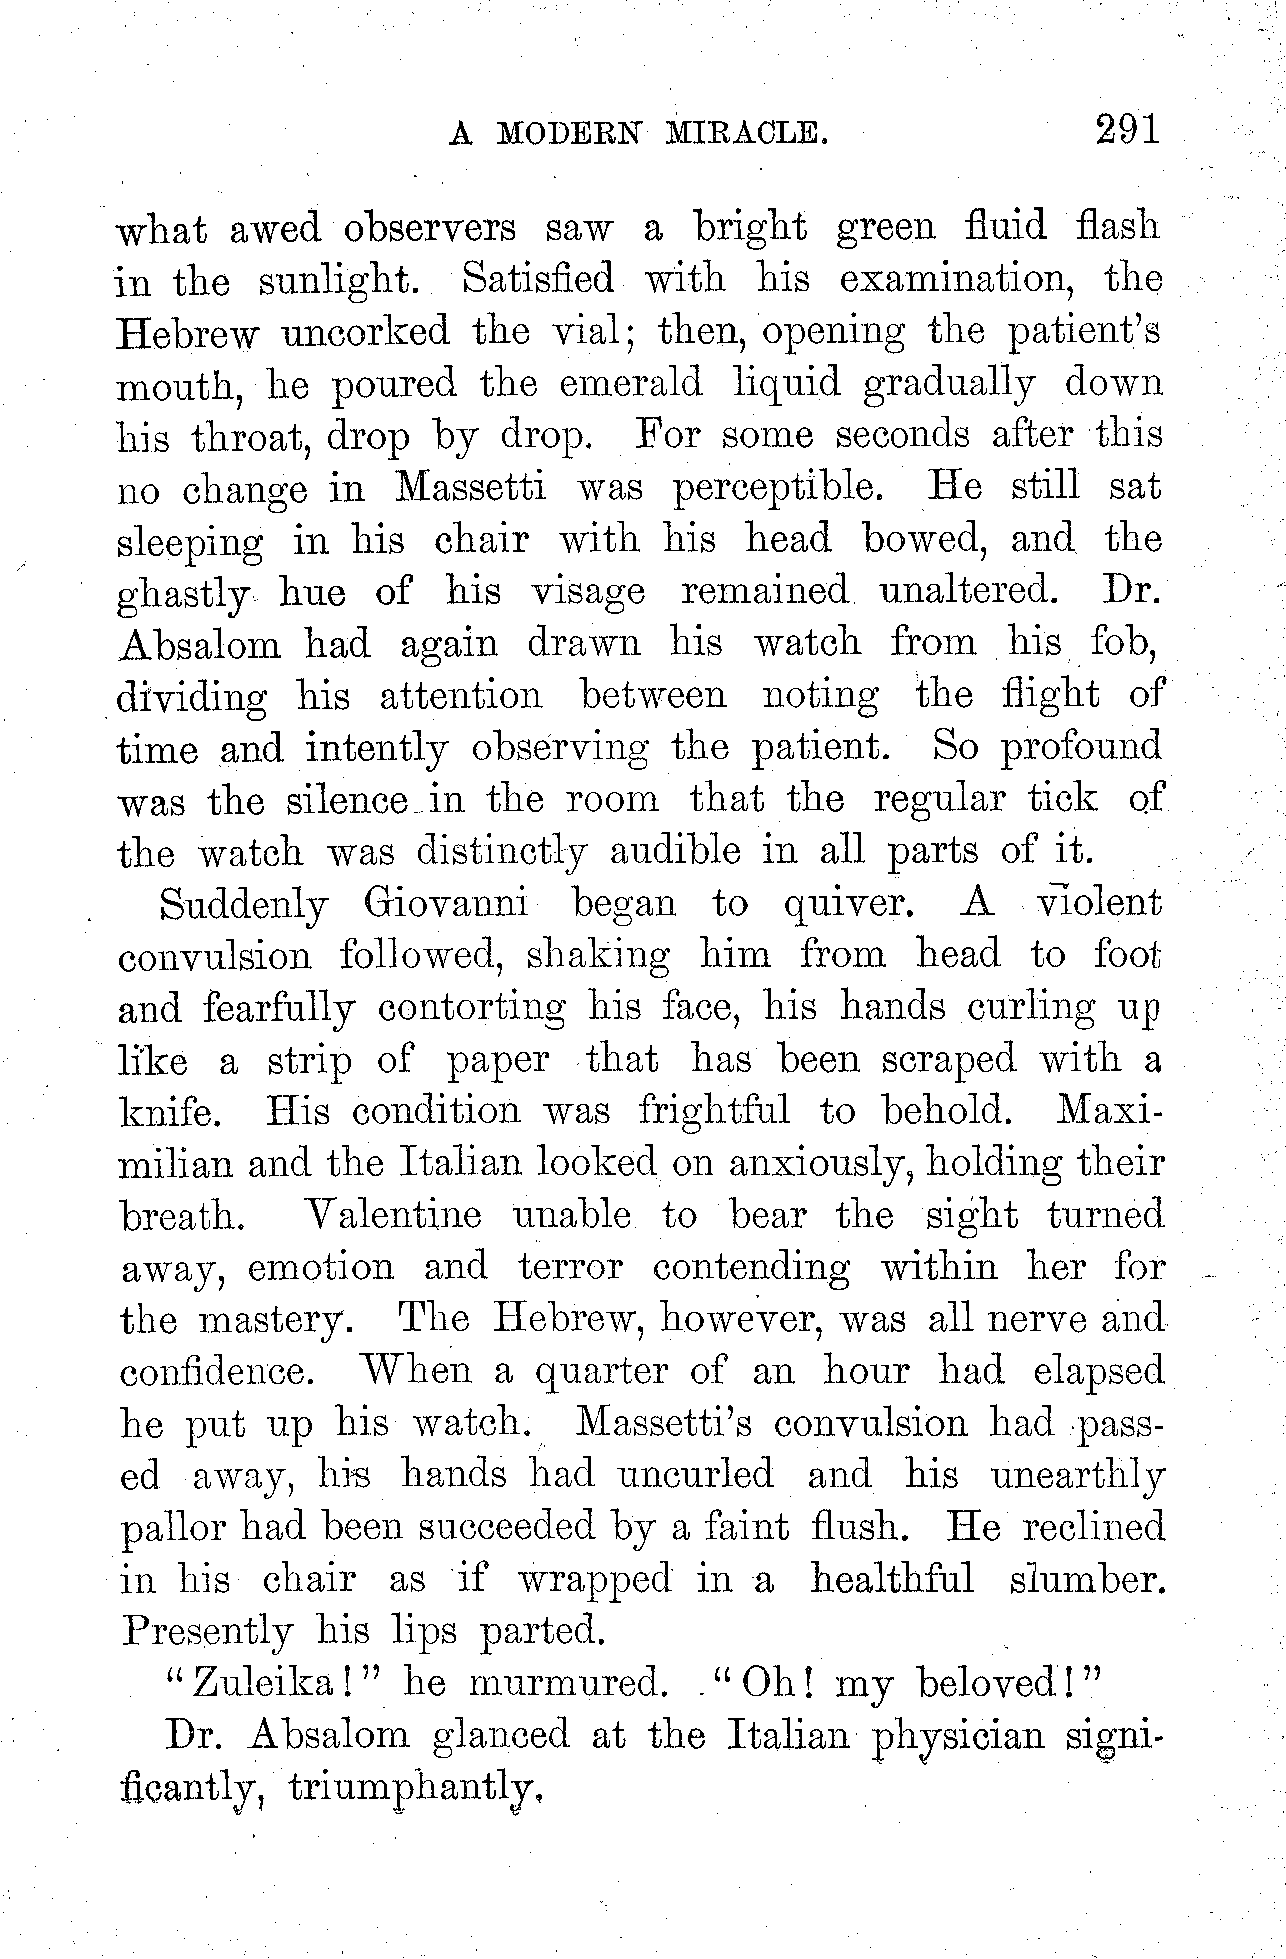 A MODERN MIRACLE. 291
what awed observers saw a bright green fluid flash
in the sunlight. Satisfied with his examination, the
Hebrew uncorked the vial; then, opening the patient's
mouth, he poured the emerald liquid gradually down
his throat, drop by drop. For some seconds after this
no change in Massetti was perceptible. He still sat
sleeping in his chair with his head bowed, and the
ghastly hue of his visage remained unaltered. Dr.
Absalom had again drawn his watch from his fob,
dividing his attention between noting the flight of
time and intently observing the patient. So profound
was the silence in the room that the regular tick of
the watch was distinctly audible in all parts of it.
Suddenly Giovanni began to quiver. A violent
convulsion followed, shaking him from head to foot
and fearfully contorting his face, his hands curling up
like a strip of paper that has been scraped with a
knife. His condition was frightful to behold. Maxi-
milian and the Italian looked on anxiously, holding their
breath. Valentine unable to bear the sight turned
away, emotion and terror contending within her for
the mastery. The Hebrew, however, was all nerve and
confidence. When a quarter of an hour had elapsed
he put up his watch. Massetti's convulsion had pass-
ed away, his hands had uncurled and his unearthly
pallor had been succeeded by a faint flush. He reclined
in his chair as if wrapped in a healthful slumber.
Presently his lips parted.
"Zuleika!" he murmured. "Oh! my beloved!"
Dr. Absalom glanced at the Italian physician signi-
ficantly, triumphantly.